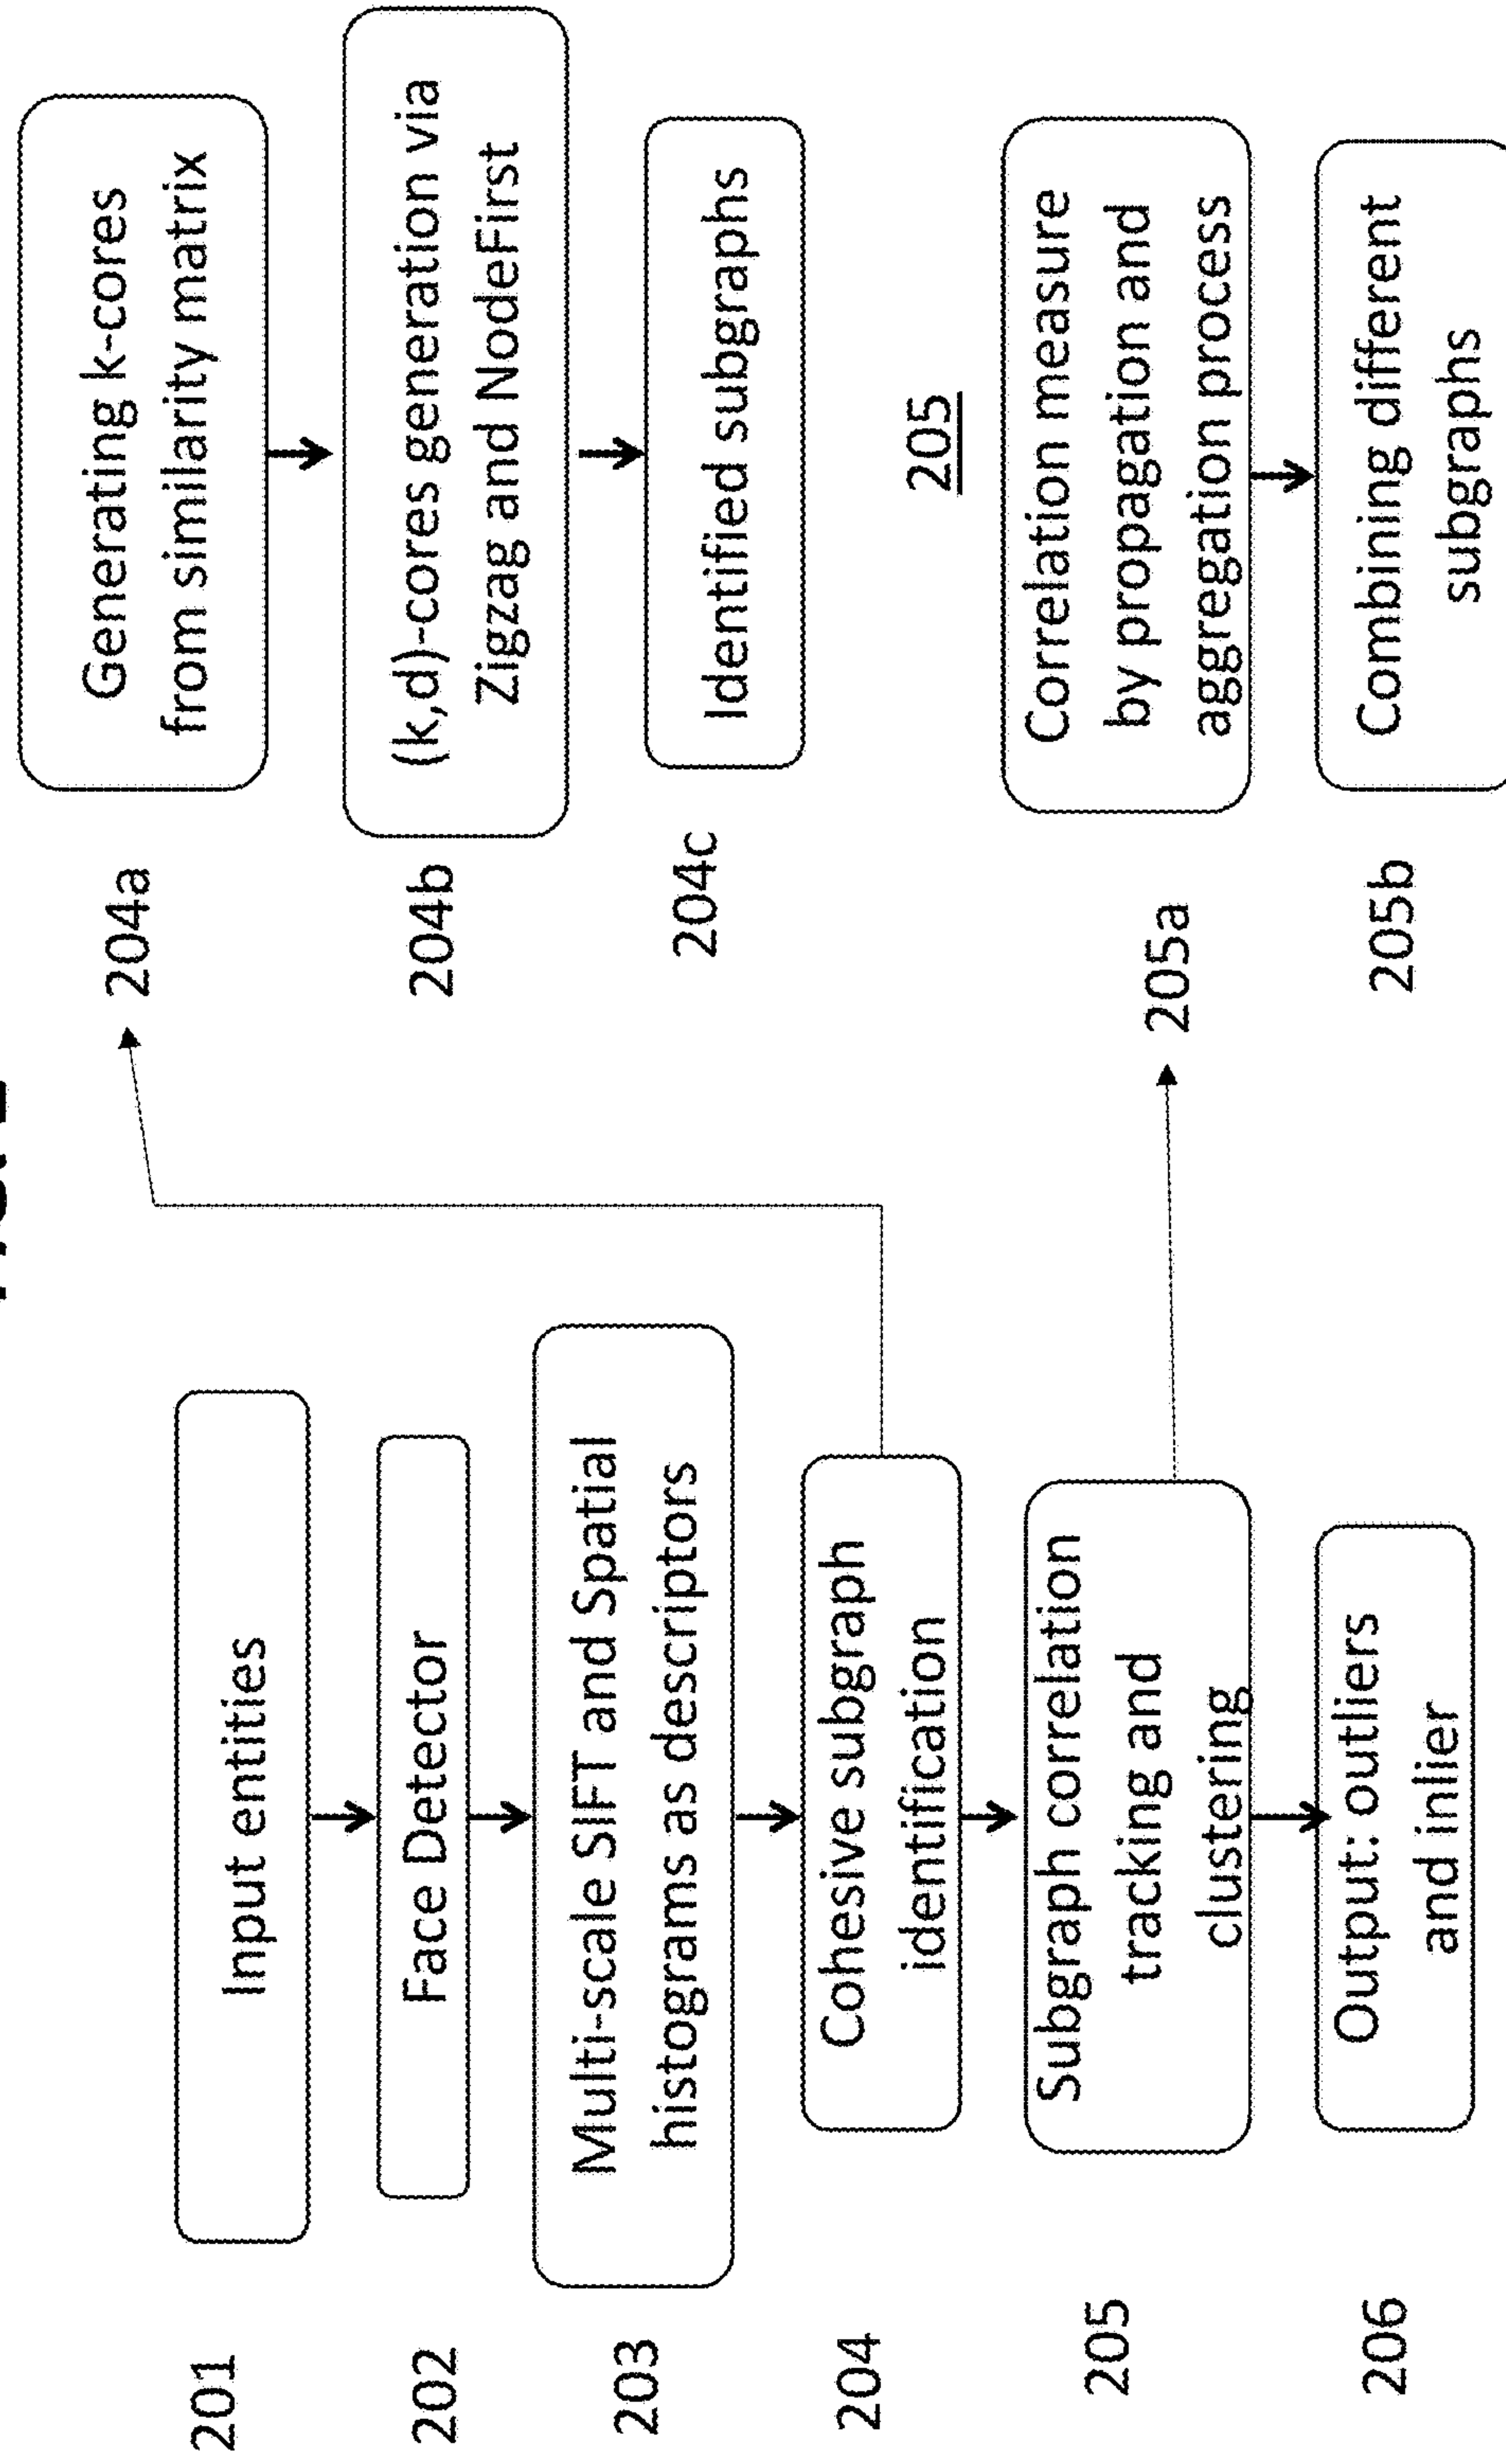 201
Input entities
202
Face Detector
203
Multi-scale SIFT and Spatial
histograms as descriptors
204
Cohesive subgraph
identification
205
Subgraph correlation
tracking and
clustering
206
Output: outliers
and inlier
204a
Generating k-cores
from similarity matrix
204b
(k,d)-cores generation via
Zigzag and NodeFirst
204c
Identified subgraphs
205
205a
Correlation measure
by propagation and
aggregation process
205b
Combining different
subgraphs